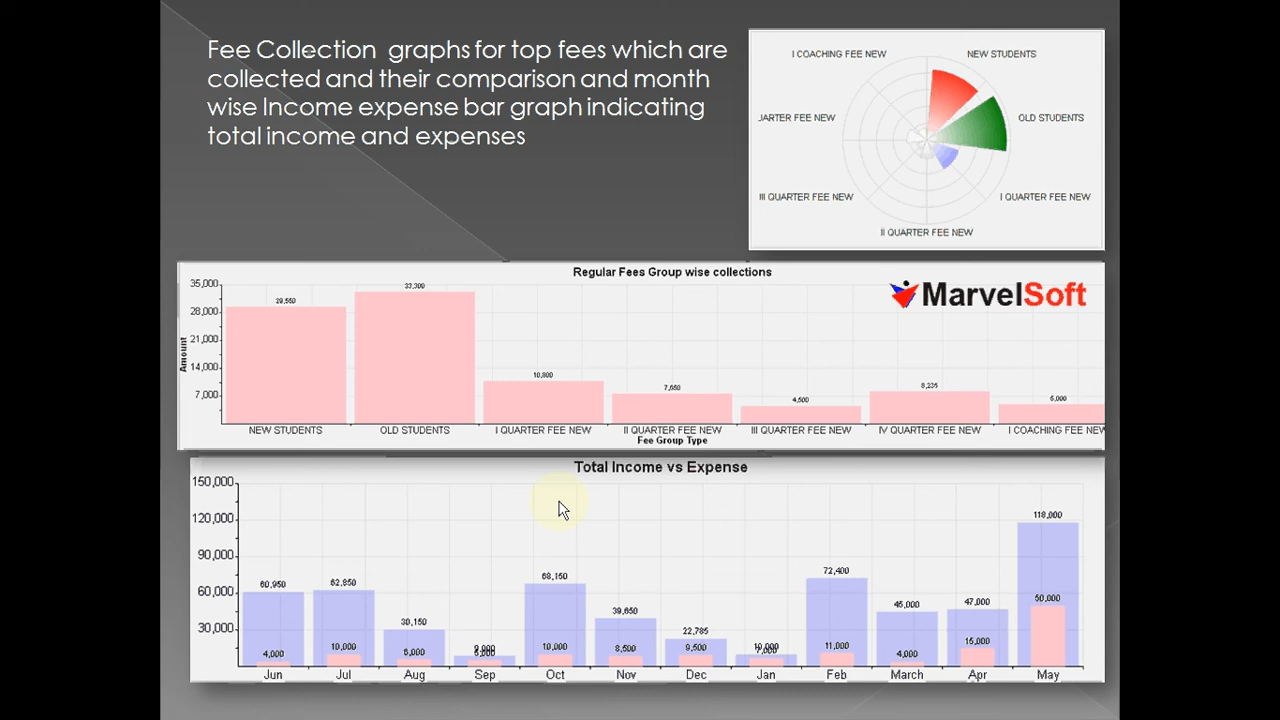 Fee Collection graphs for top fees which are
collected and their comparison and month
wise Income expense bar graph indicating
total income and expenses
I COACHING FEE NEW
NEW STUDENTS
JARTER FEE NEW
OLD STUDENTS
III QUARTER FEE NEW
I QUARTER FEE NEW
II QUARTER FEE NEW
Regular Fees Group wise collections
MarvelSoft
Amount
35,000
28,000
21,000
14,000
7,000
29,550
33,300
10,800
7,650
4,500
8,235
5,000
NEW STUDENTS
OLD STUDENTS
I QUARTER FEE NEW
II QUARTER FEE NEW
III QUARTER FEE NEW
IV QUARTER FEE NEW
I COACHING FEE NEW
Fee Group Type
Total Income vs Expense
150,000
120,000
90,000
60,000
30,000
60,950
62,850
30,150
68,150
39,650
22,785
72,400
45,000
47,000
118,000
4,000
10,000
10,000
8,500
9,500
10,000
11,000
4,000
15,000
50,000
Jun
Jul
Aug
Sep
Oct
Nov
Dec
Jan
Feb
March
Apr
May